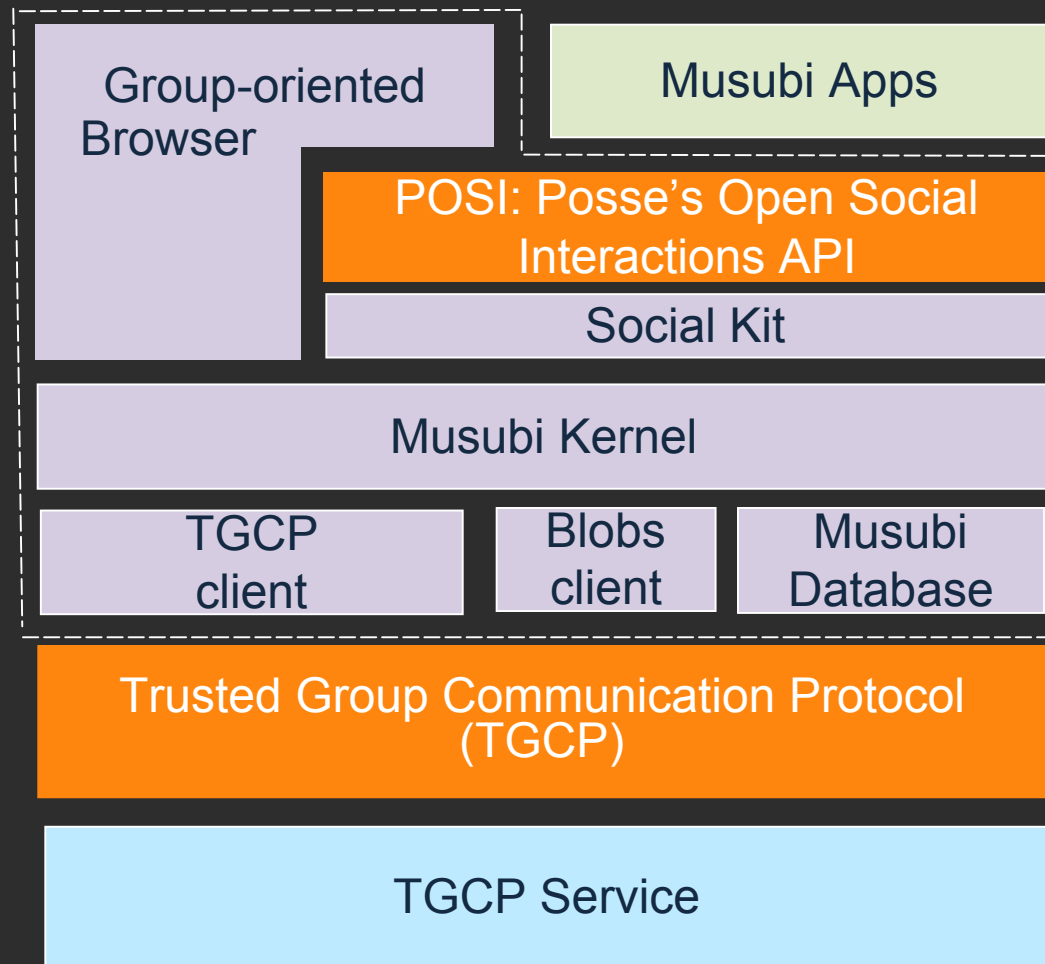 Group-oriented
Browser
Musubi Apps
POSI: Posse’s Open Social
Interactions API
Social Kit
Musubi Kernel
TGCP
client
Blobs
client
Musubi
Database
Trusted Group Communication Protocol
(TGCP)
TGCP Service